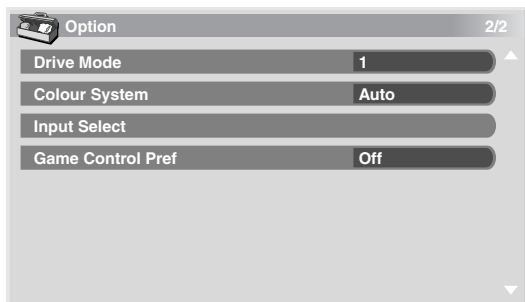 Option 2/2
Drive Mode 1
Colour System Auto
Input Select
Game Control Pref Off